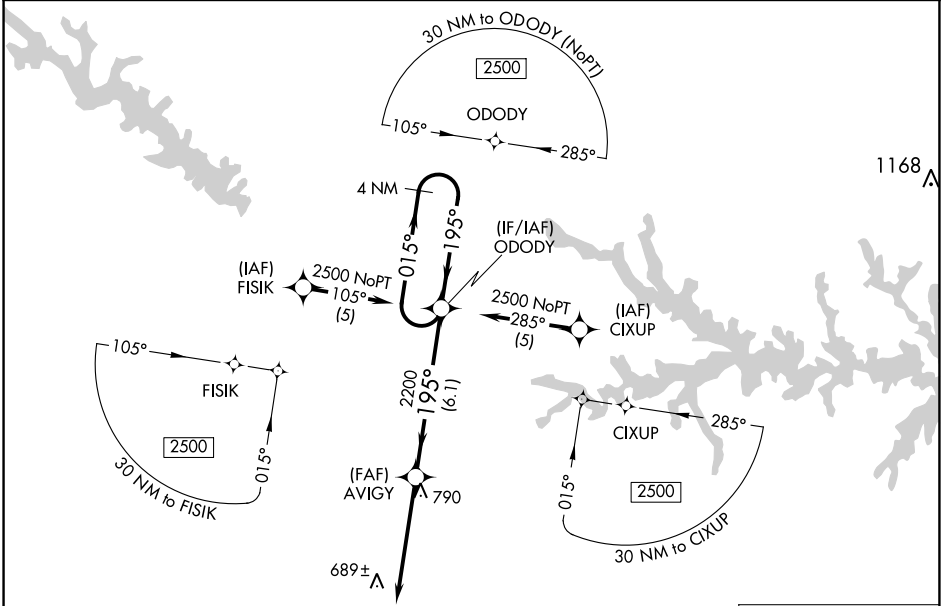 30 NM to ODODY (NoPT)
2500
ODODY
105°
285°
1168
4 NM
015°
195°
(IF/IAF)
ODODY
(IAF)
FISIK
2500 NoPT
105°
(5)
2500 NoPT
285°
(5)
(IAF)
CIXUP
105°
FISIK
2500
015°
30 NM to FISIK
2200
195°
(6.1)
CIXUP
285°
015°
2500
30 NM to CIXUP
(FAF)
AVIGY
790
689±